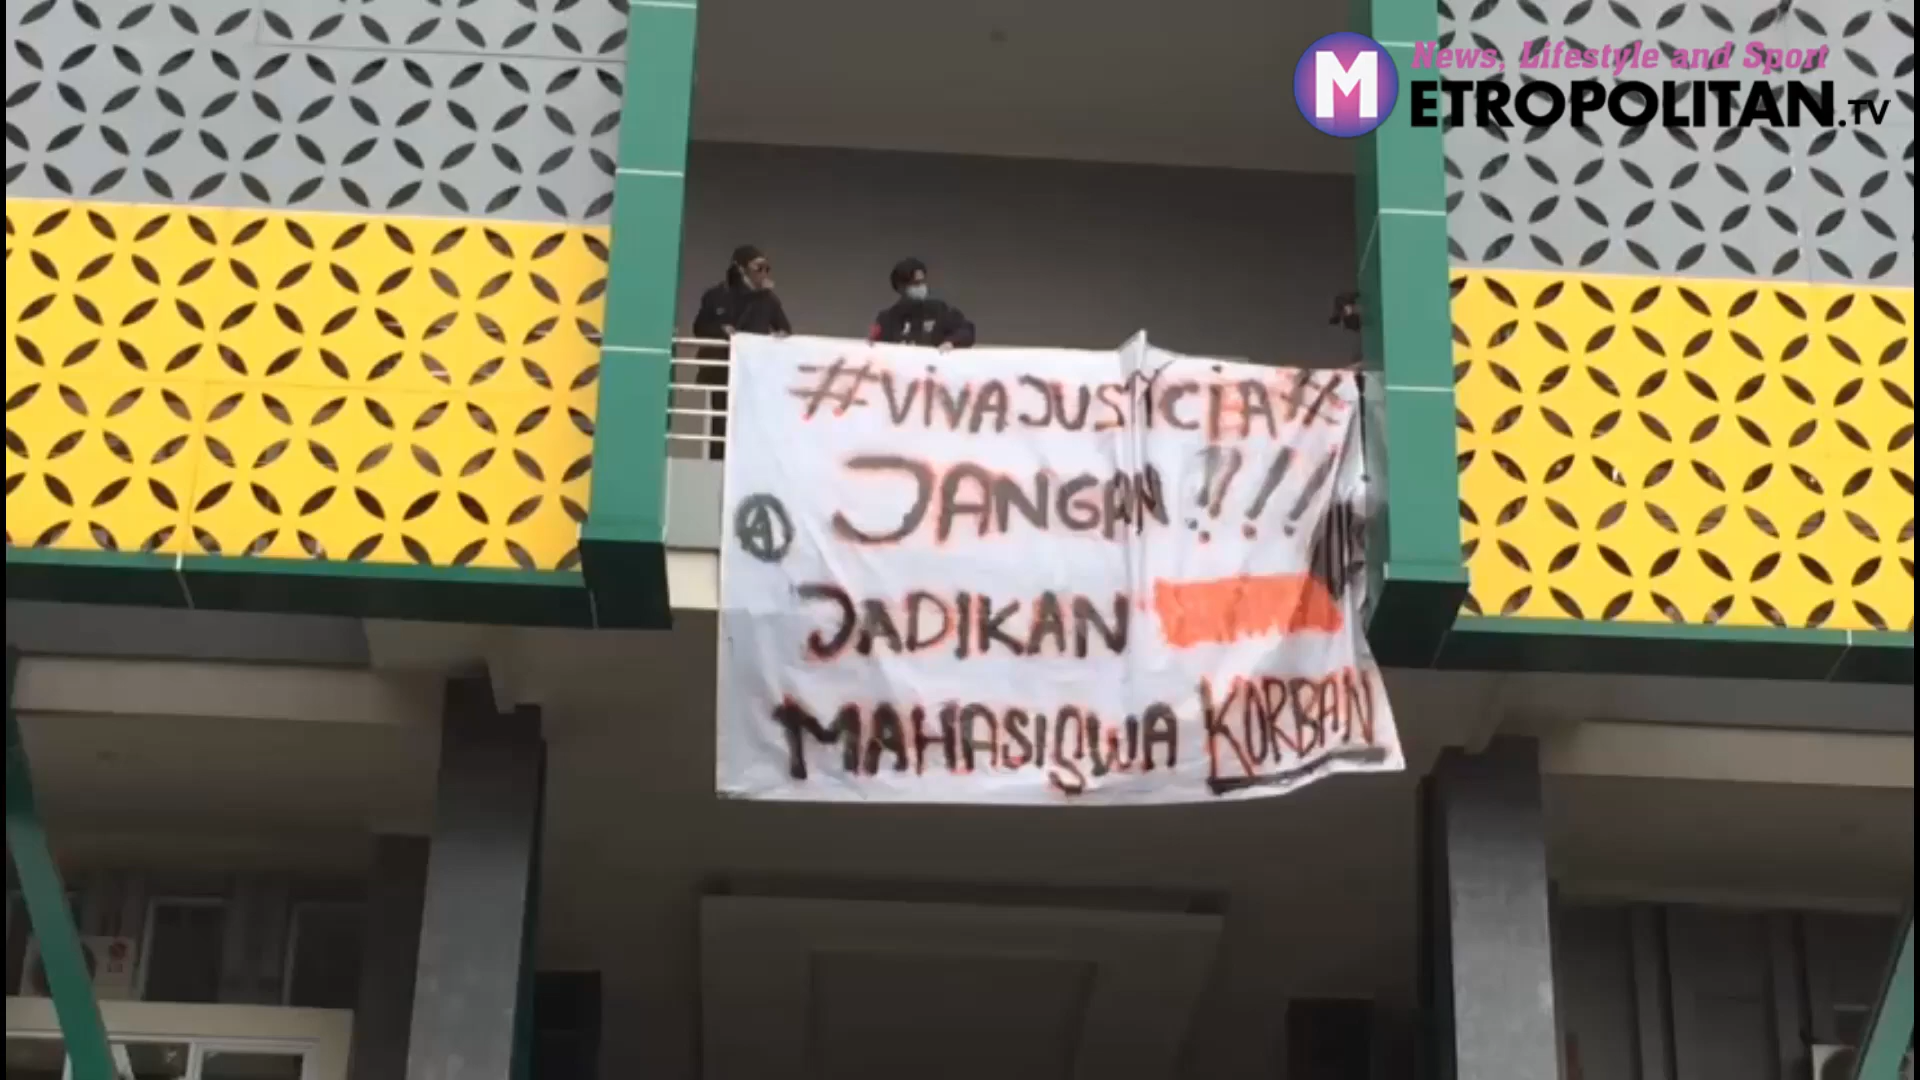 News, Lifestyle and Sport
METROPOLITAN.TV
#VIVAJUSTICIA#
JANGAN!!!
A
JADIKAN
MAHASISWA KORBAN